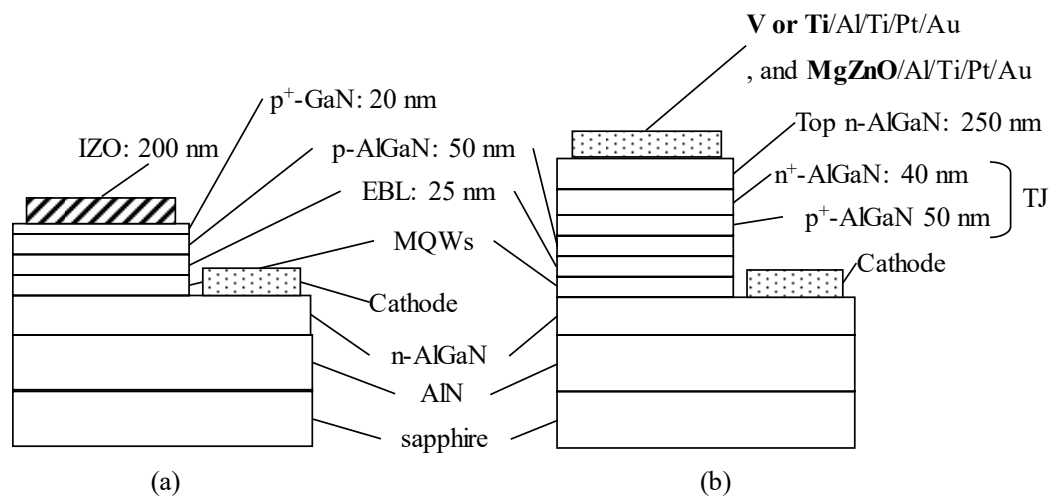 V or Ti/Al/Ti/Pt/Au
, and MgZnO/Al/Ti/Pt/Au
p+-GaN: 20 nm
IZO: 200 nm
p-AlGaN: 50 nm
EBL: 25 nm
MQWs
Cathode
n-AlGaN
AlN
sapphire
Top n-AlGaN: 250 nm
n+-AlGaN: 40 nm
p+-AlGaN 50 nm
TJ
Cathode
(a)
(b)